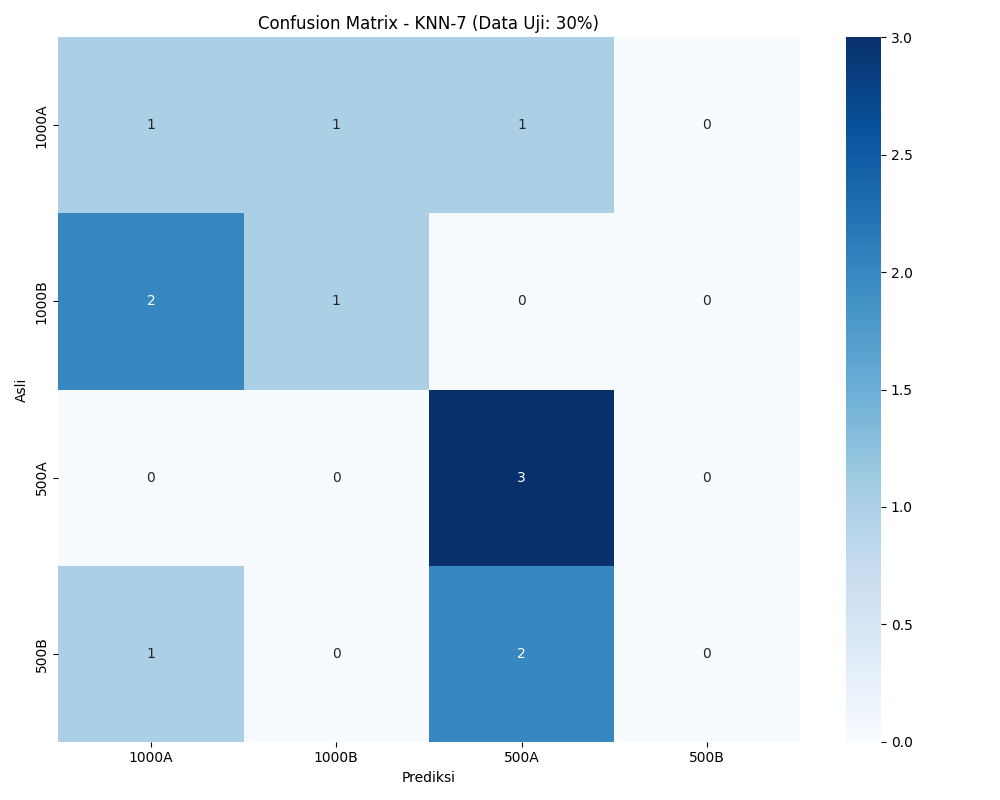 Confusion Matrix - KNN-7 (Data Uji: 30%)
Asli
1000A
1 1 1 0
1000B
2 1 0 0
500A
0 0 3 0
500B
1 0 2 0
1000A 1000B 500A 500B
Prediksi
3.0
2.5
2.0
1.5
1.0
0.5
0.0